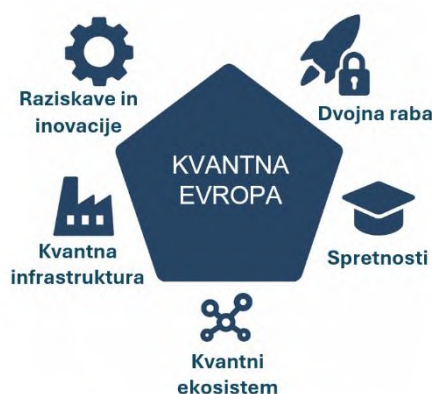 Raziskave in
inovacije
Dvojna raba
KVANTNA
EVROPA
Kvantna
infrastruktura
Spretnosti
Kvantni
ekosistem